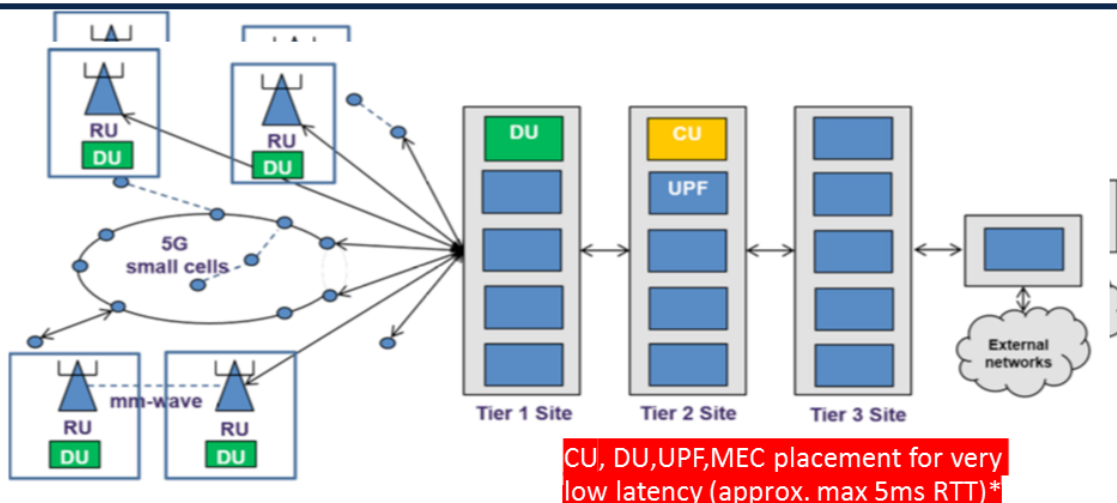 RU
DU
RU
DU
DU
CU
UPF
5G
small cells
External
networks
mm-wave
RU
DU
RU
DU
Tier 1 Site
Tier 2 Site
Tier 3 Site
CU, DU,UPF,MEC placement for very
low latency (approx. max 5ms RTT)*